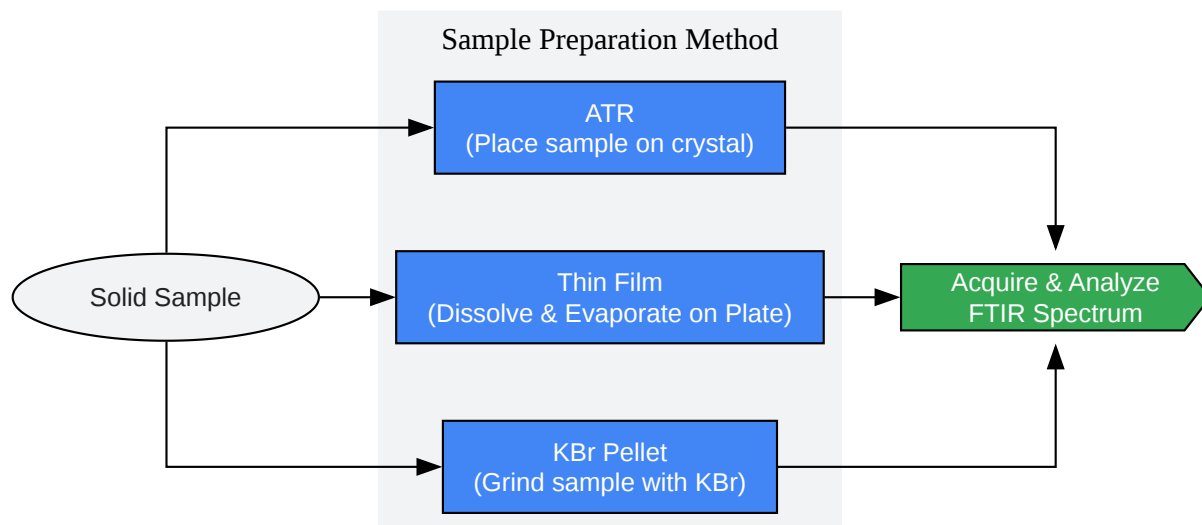 Sample Preparation Method
ATR
(Place sample on crystal)
Solid Sample
Thin Film
(Dissolve & Evaporate on Plate)
Acquire & Analyze
FTIR Spectrum
KBr Pellet
(Grind sample with KBr)